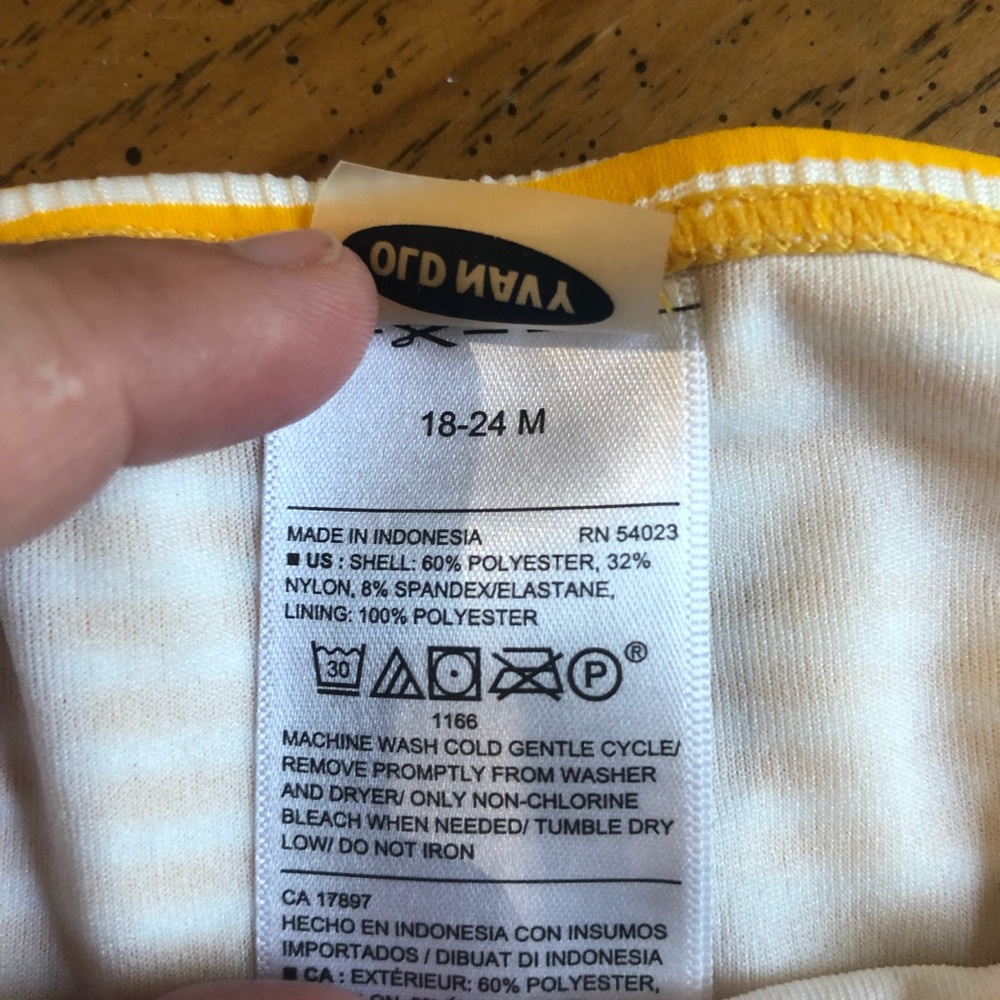 OLD NAVY
18-24 M
MADE IN INDONESIA RN 54023
■ US : SHELL: 60% POLYESTER, 32%
NYLON, 8% SPANDEX/ELASTANE,
LINING: 100% POLYESTER
30 P ®
1166
MACHINE WASH COLD GENTLE CYCLE/
REMOVE PROMPTLY FROM WASHER
AND DRYER/ ONLY NON-CHLORINE
BLEACH WHEN NEEDED/ TUMBLE DRY
LOW/ DO NOT IRON
CA 17897
HECHO EN INDONESIA CON INSUMOS
IMPORTADOS / DIBUAT DI INDONESIA
■ CA : EXTÉRIEUR: 60% POLYESTER,